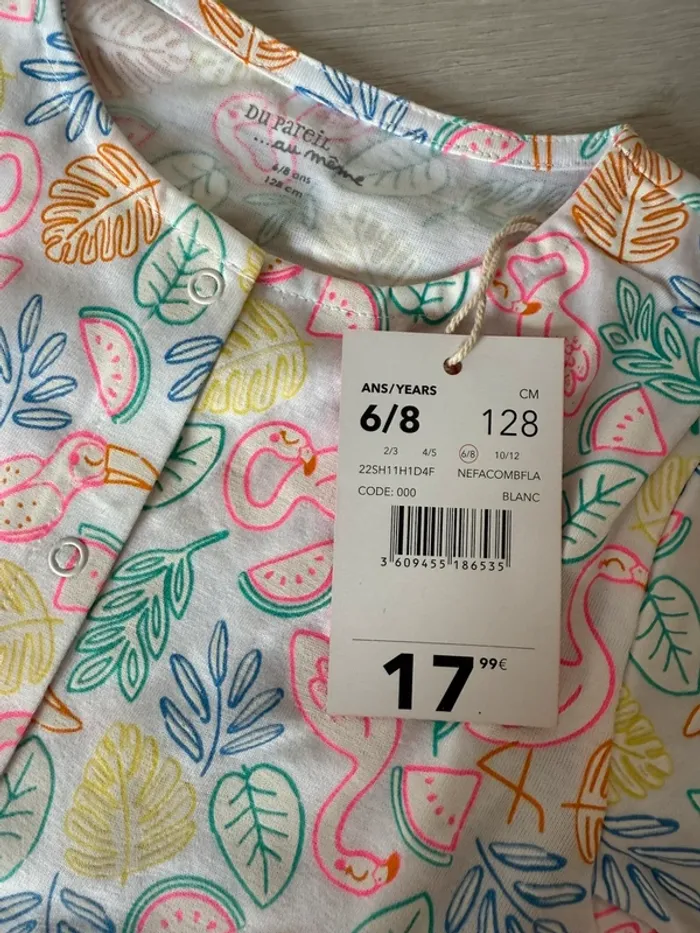 DU PaReiL
...au même
6/8 ans
128 cm
ANS/YEARS CM
6/8 128
2/3 4/5 6/8 10/12
22SH11H1D4F NEFACOMBFLA
CODE: 000 BLANC
3 609455 186535
17 99€